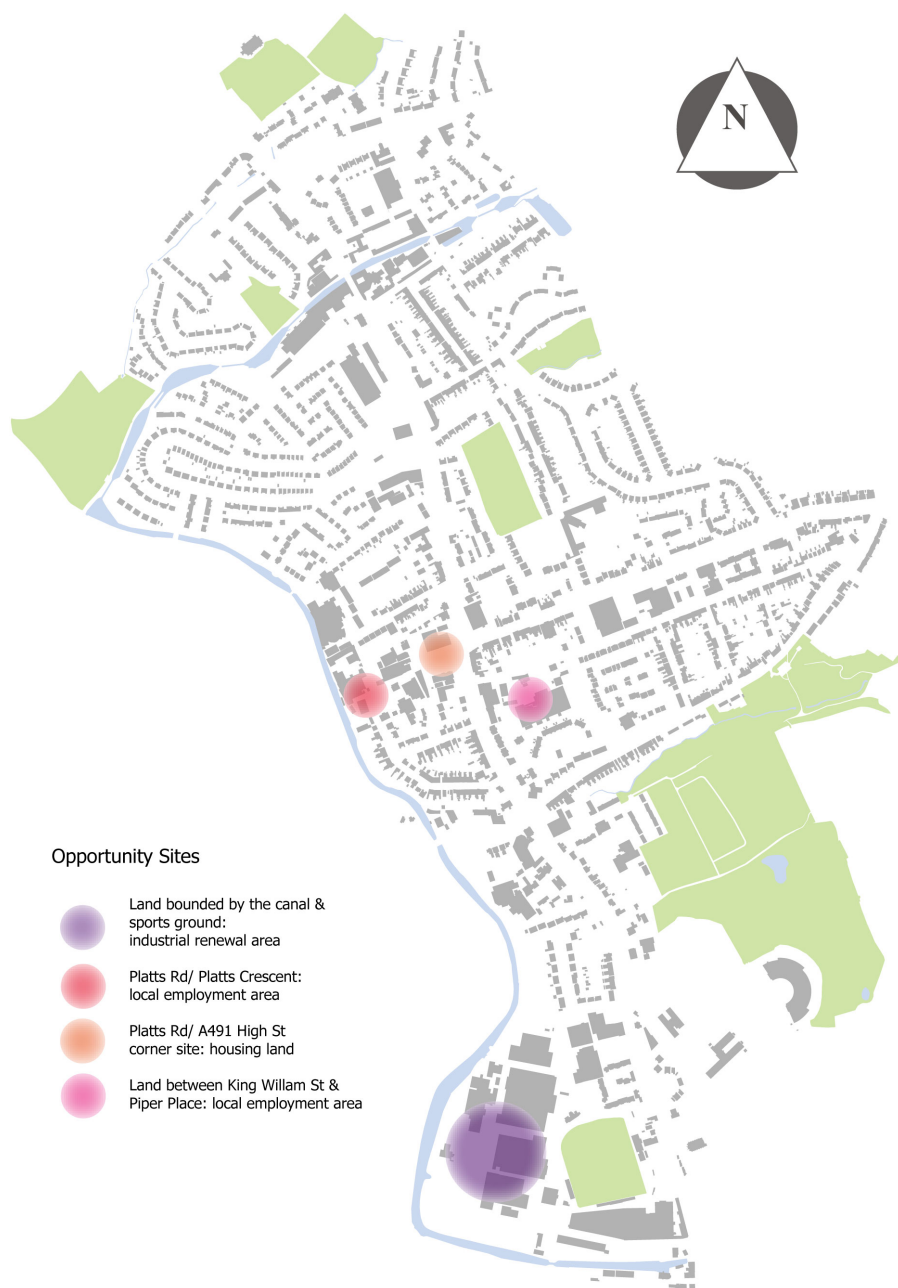 N
Opportunity Sites
Land bounded by the canal &
sports ground:
industrial renewal area
Platts Rd/ Platts Crescent:
local employment area
Platts Rd/ A491 High St
corner site: housing land
Land between King Willam St &
Piper Place: local employment area